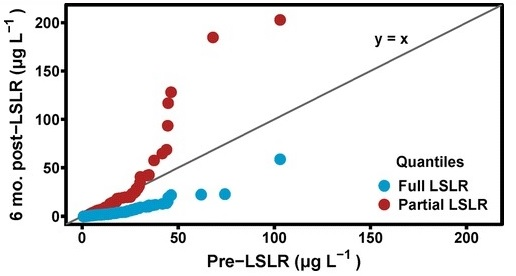 200
150
100
50
0
6 mo. post−LSLR (µg L⁻¹)
y = x
Quantiles
Full LSLR
Partial LSLR
0 50 100 150 200
Pre−LSLR (µg L⁻¹)